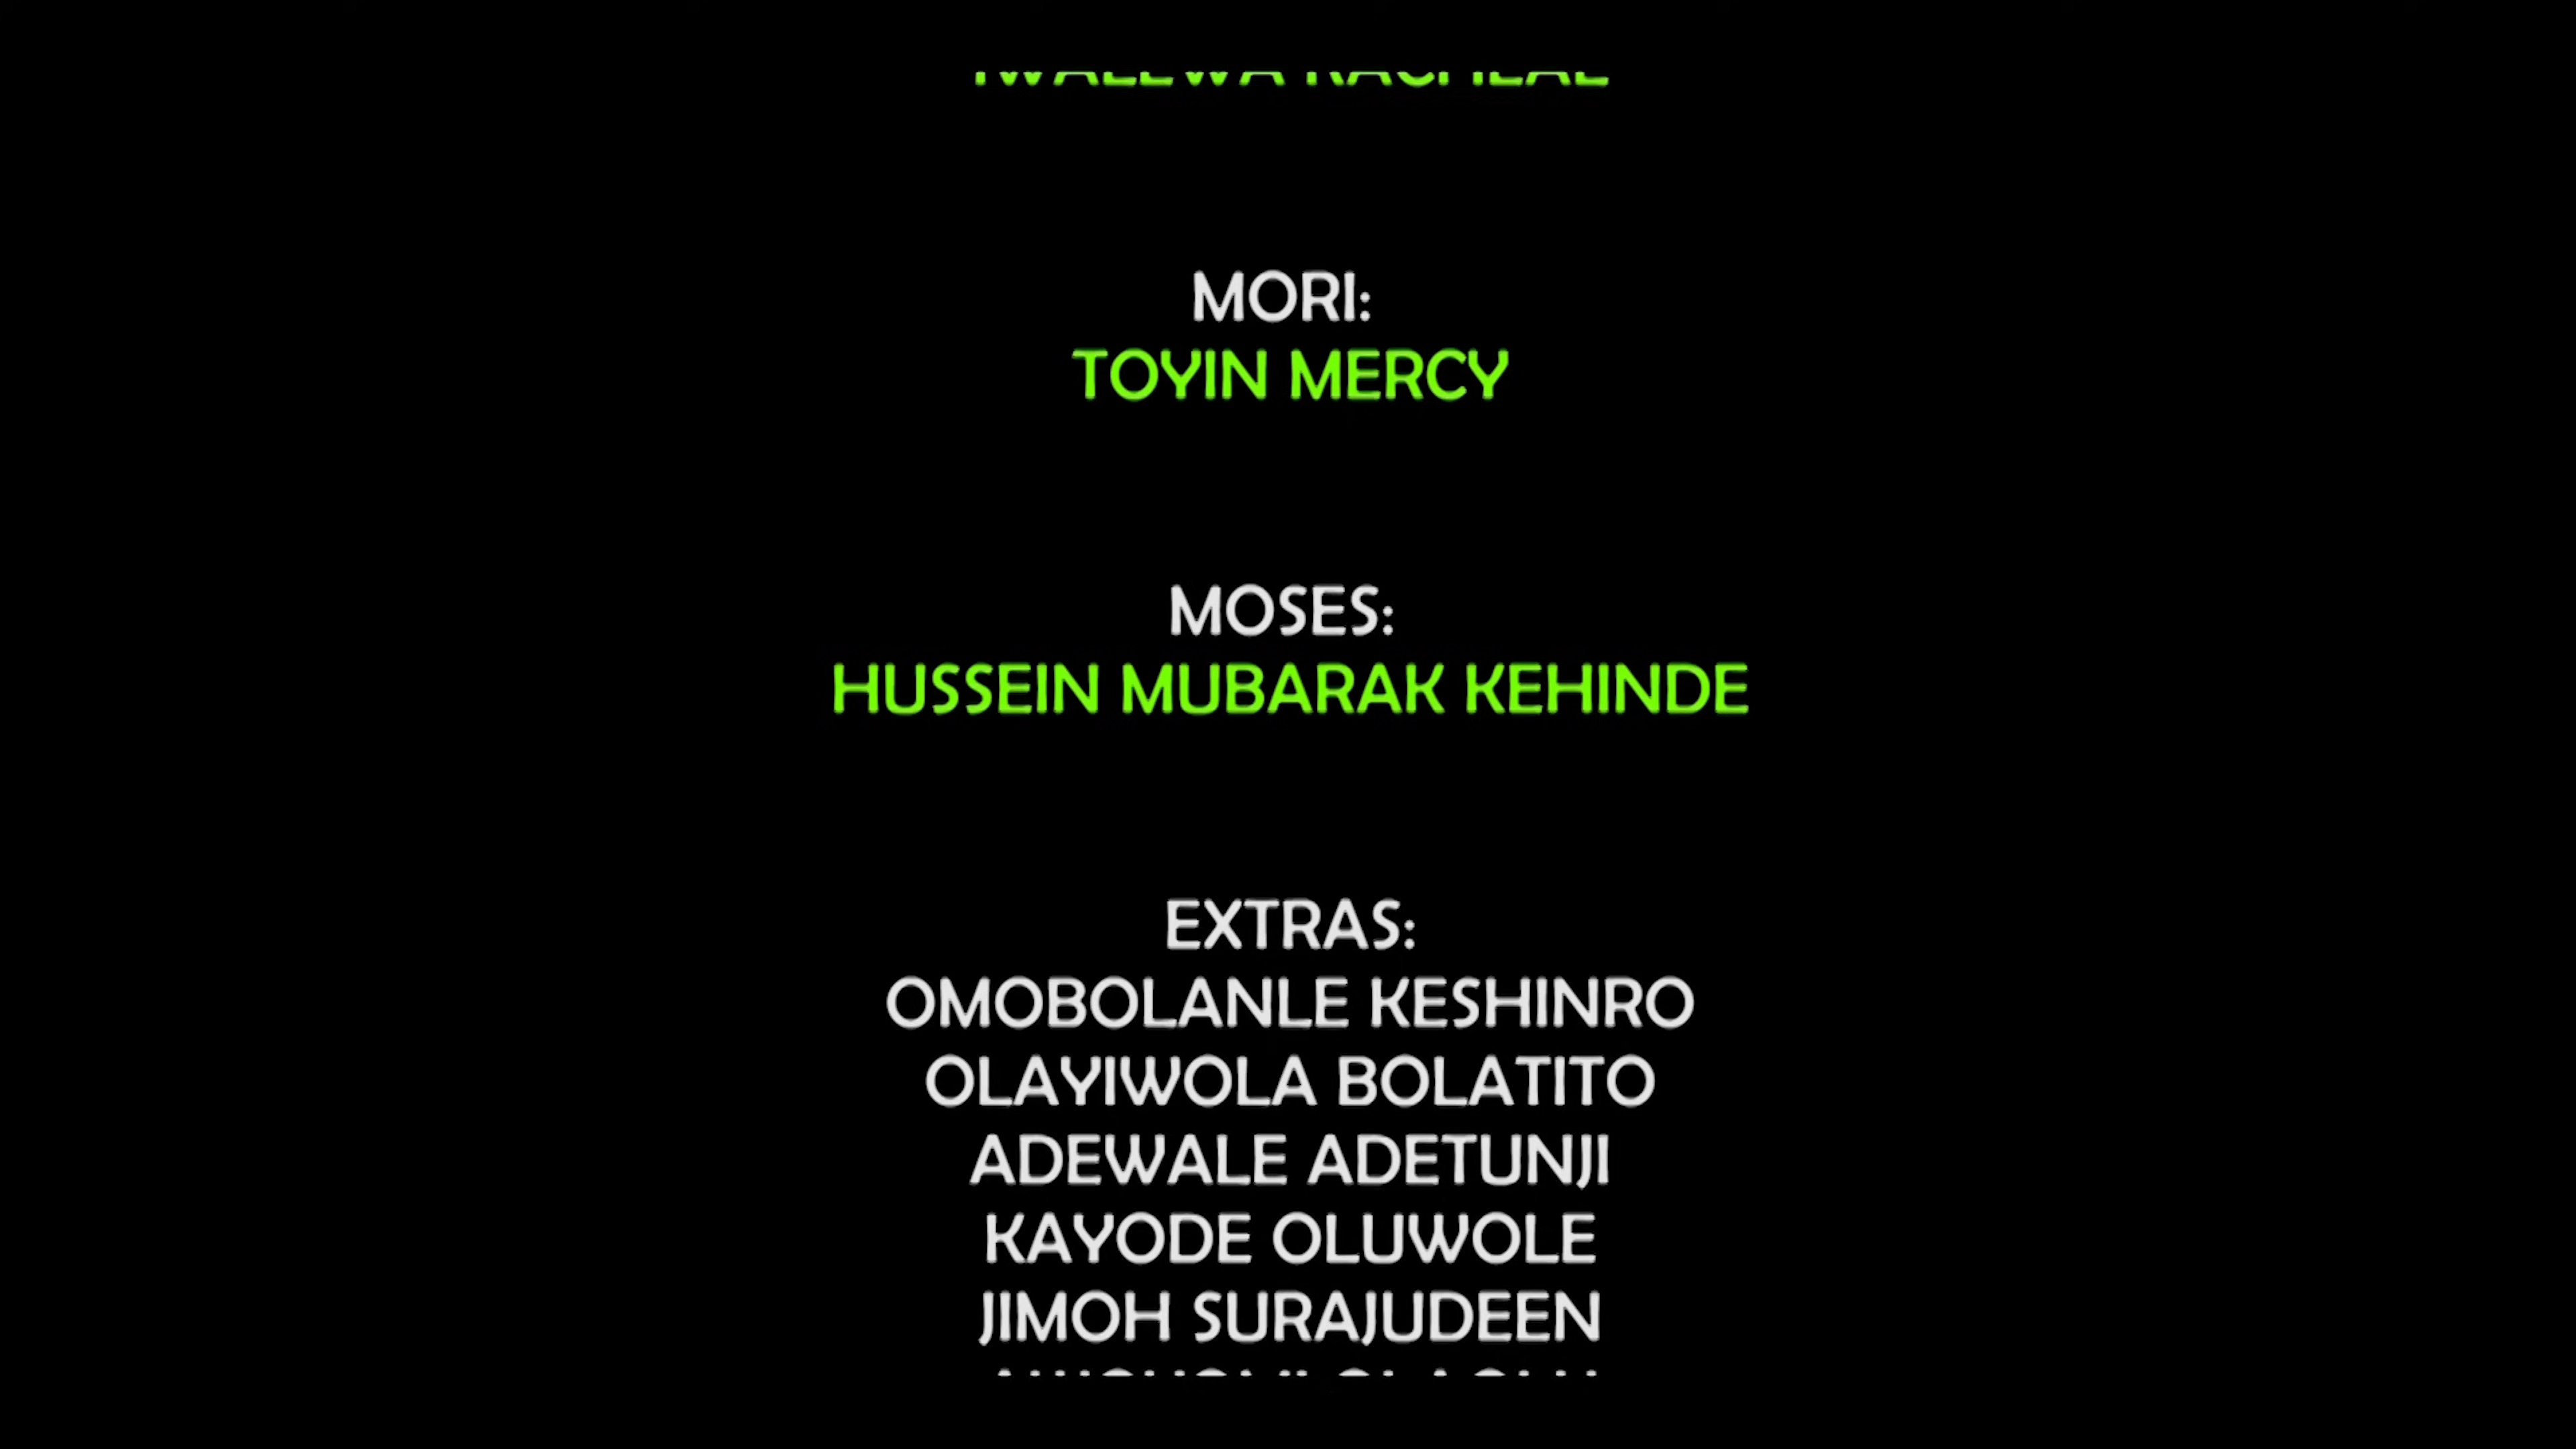 MORI:
TOYIN MERCY
MOSES:
HUSSEIN MUBARAK KEHINDE
EXTRAS:
OMOBOLANLE KESHINRO
OLAYIWOLA BOLATITO
ADEWALE ADETUNJI
KAYODE OLUWOLE
JIMOH SURAJUDEEN